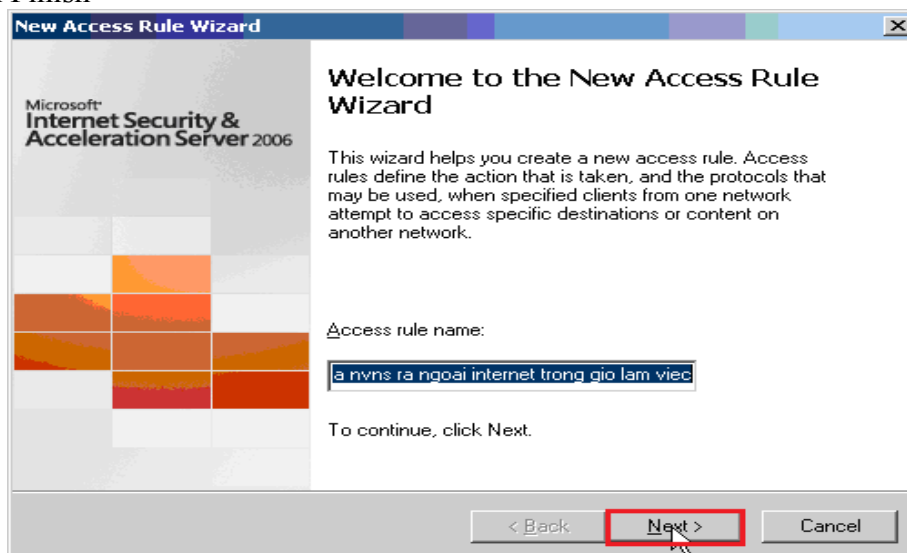 New Access Rule Wizard
Microsoft
Internet Security &
Acceleration Server 2006
Welcome to the New Access Rule
Wizard
This wizard helps you create a new access rule. Access
rules define the action that is taken, and the protocols that
may be used, when specified clients from one network
attempt to access specific destinations or content on
another network.
Access rule name:
a nvns ra ngoai internet trong gio lam viec
To continue, click Next.
< Back
Next >
Cancel